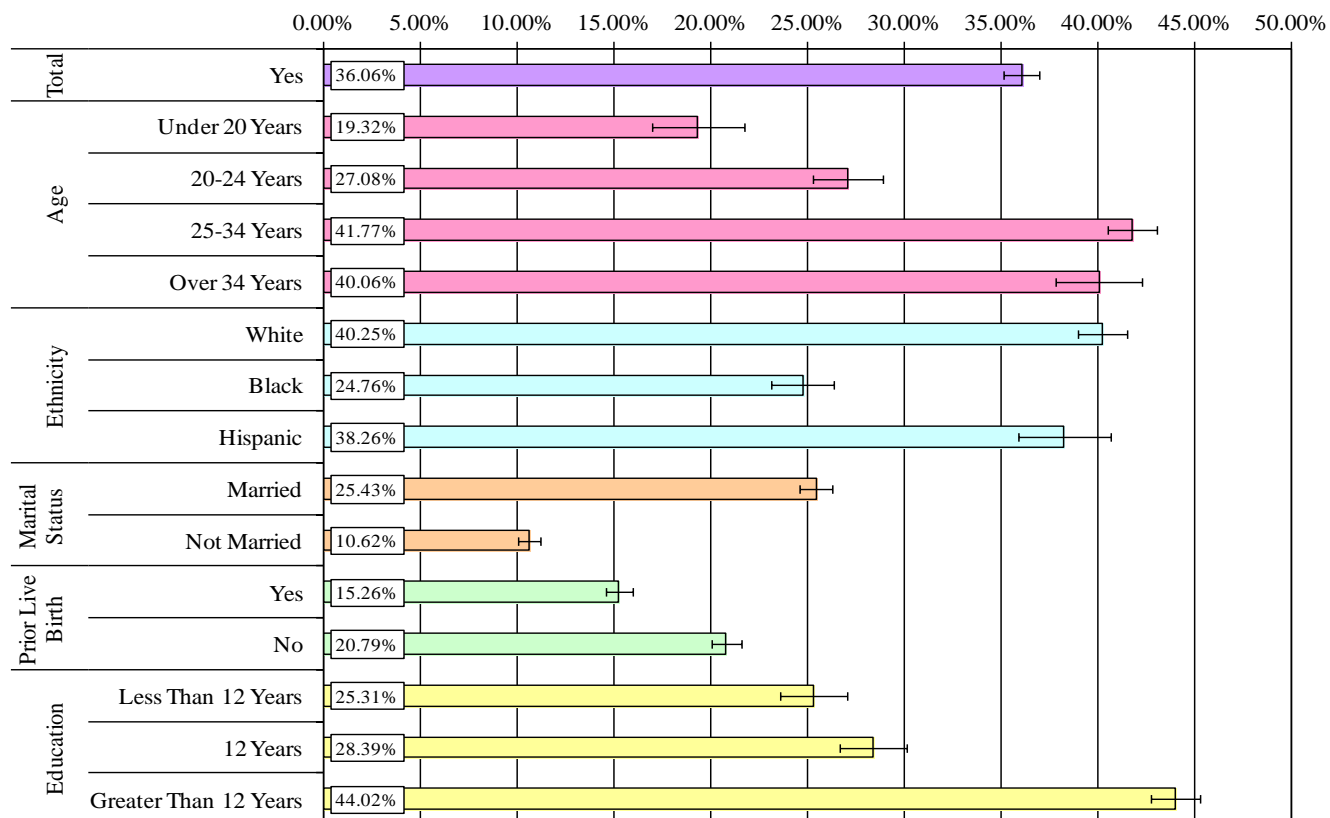 0.00% 5.00% 10.00% 15.00% 20.00% 25.00% 30.00% 35.00% 40.00% 45.00% 50.00%
Total
Yes 36.06%
Age
Under 20 Years 19.32%
20-24 Years 27.08%
25-34 Years 41.77%
Over 34 Years 40.06%
Ethnicity
White 40.25%
Black 24.76%
Hispanic 38.26%
Marital
Status
Married 25.43%
Not Married 10.62%
Prior Live
Birth
Yes 15.26%
No 20.79%
Education
Less Than 12 Years 25.31%
12 Years 28.39%
Greater Than 12 Years 44.02%